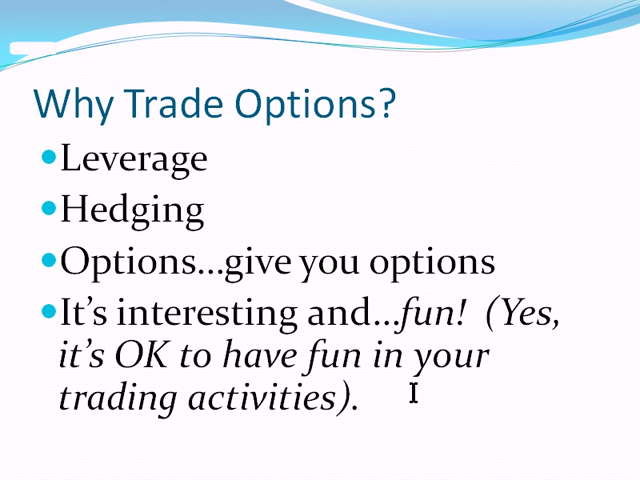 Why Trade Options?
Leverage
Hedging
Options...give you options
It's interesting and...fun! (Yes,
it's OK to have fun in your
trading activities).